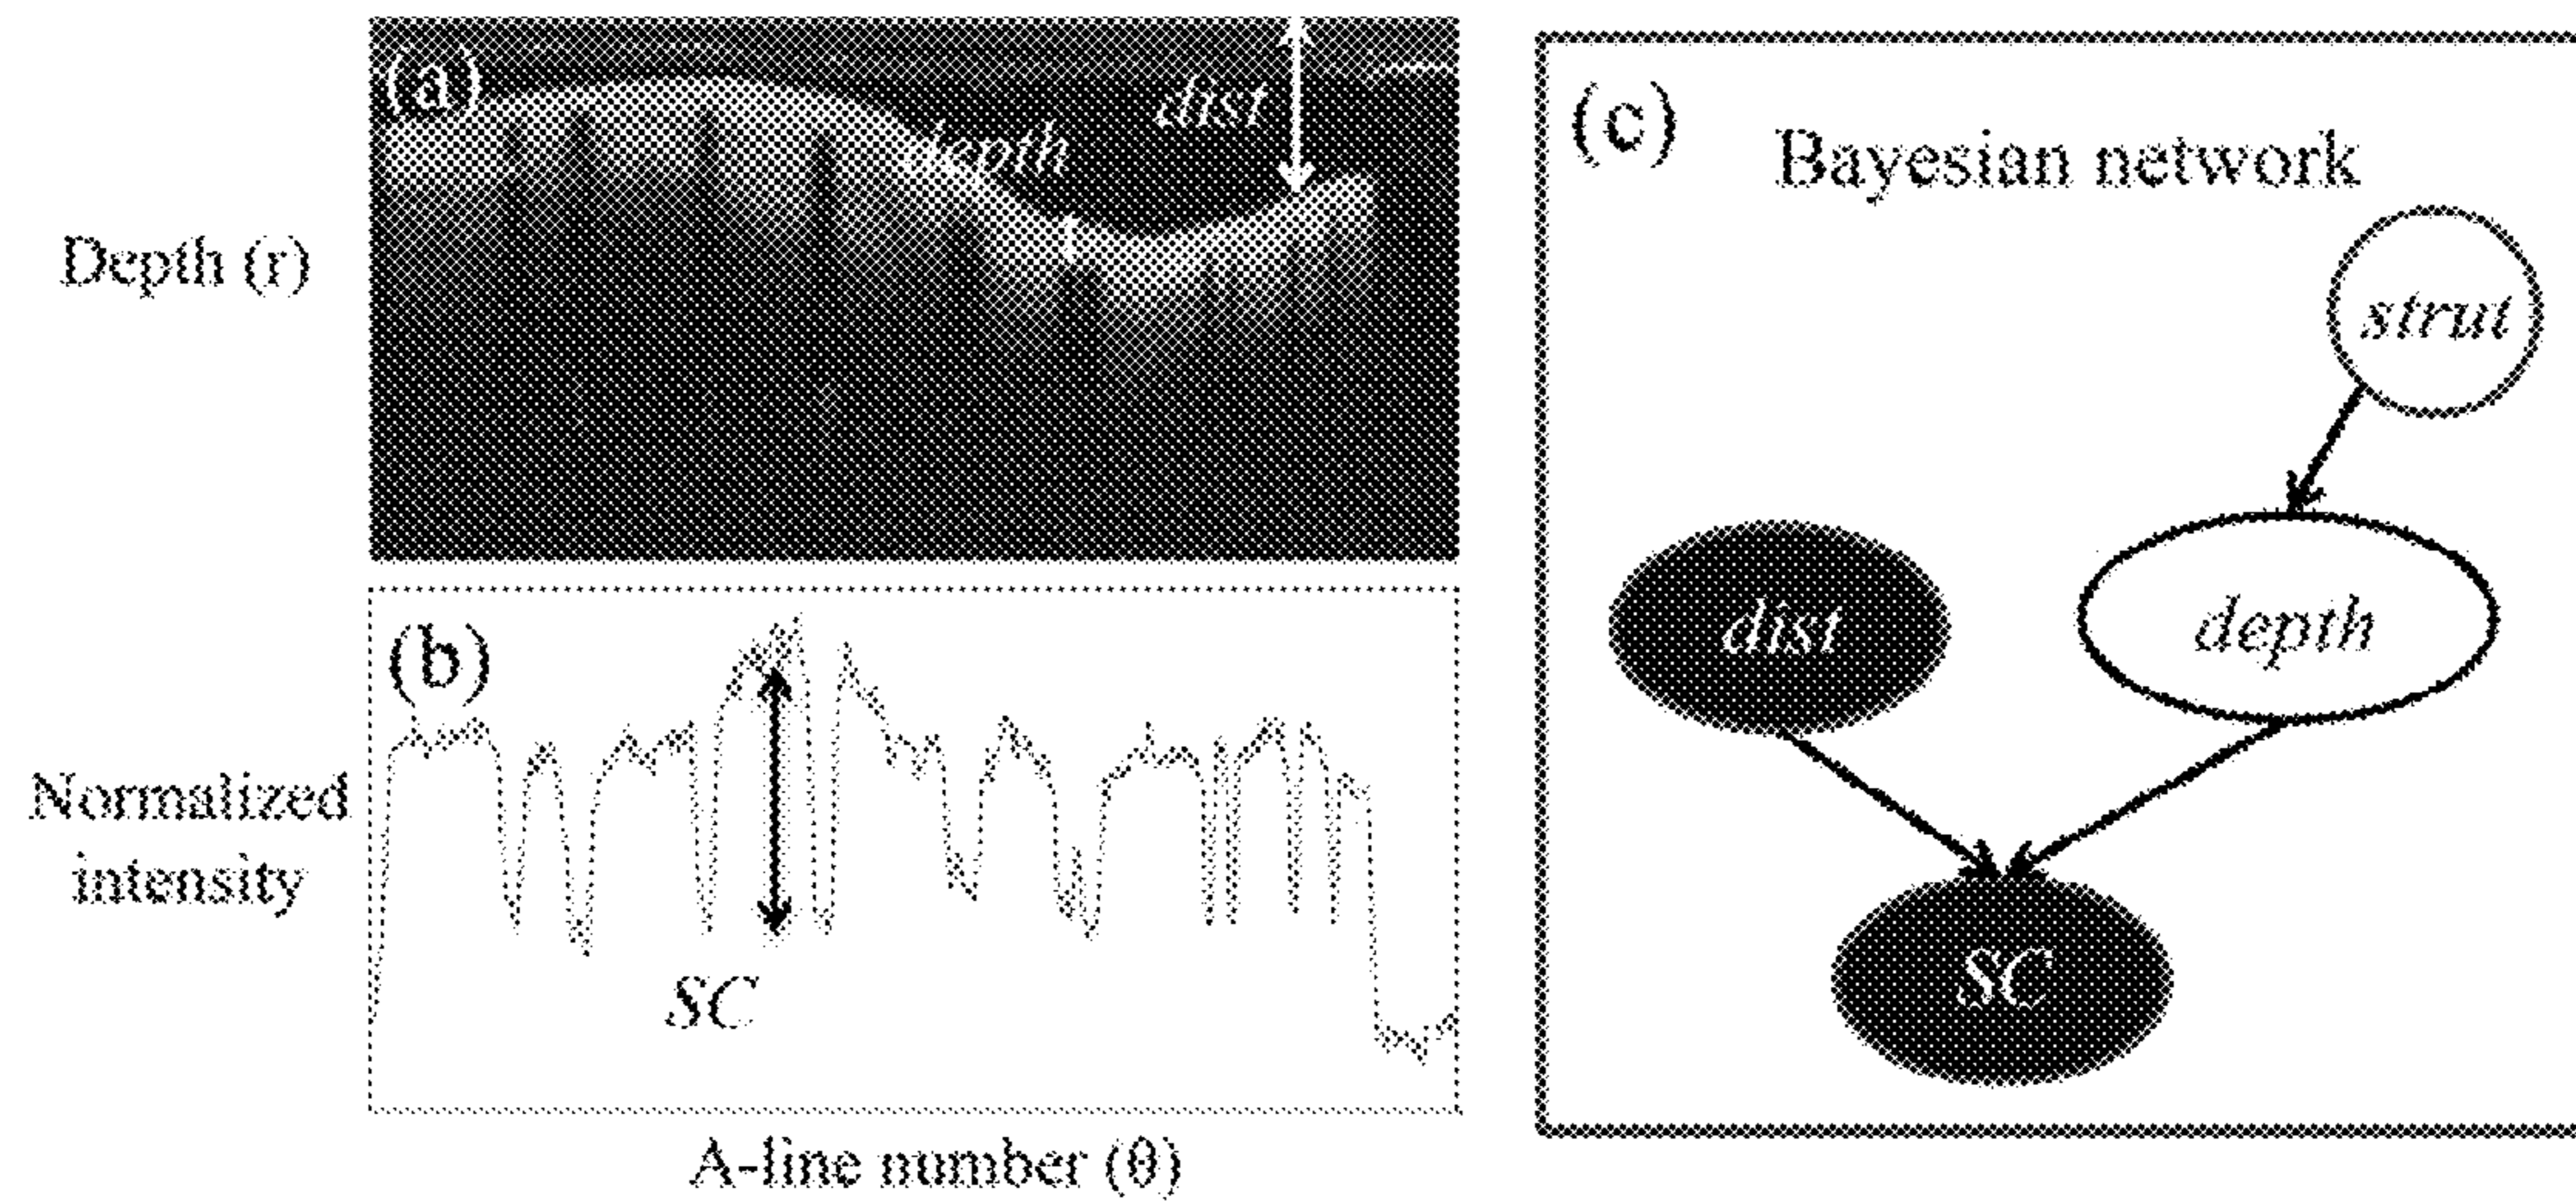 (a)
dist
depth
Depth (r)
(b)
SC
Normalized
intensity
A-line number (θ)
(c)
Bayesian network
strut
dist
depth
SC